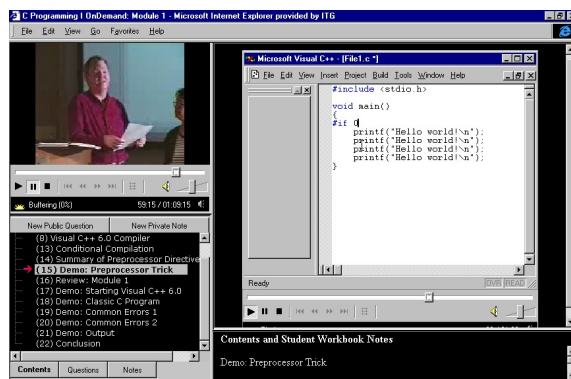 C Programming I OnDemand: Module 1 - Microsoft Internet Explorer provided by ITG
File Edit View Go Favorites Help
Buffering (0%) 59:15 / 01:09:15
New Public Question New Private Note
(8) Visual C++ 6.0 Compiler
(13) Conditional Compilation
(14) Summary of Preprocessor Directive
(15) Demo: Preprocessor Trick
(16) Review: Module 1
(17) Demo: Starting Visual C++ 6.0
(18) Demo: Classic C Program
(19) Demo: Common Errors 1
(20) Demo: Common Errors 2
(21) Demo: Output
(22) Conclusion
Contents Questions Notes
Microsoft Visual C++ - [File1.c *]
File Edit View Insert Project Build Tools Window Help
#include <stdio.h>
void main()
{
#if 0
printf("Hello world!\n");
printf("Hello world!\n");
printf("Hello world!\n");
printf("Hello world!\n");
}
Ready OVR READ
Contents and Student Workbook Notes
Demo: Preprocessor Trick